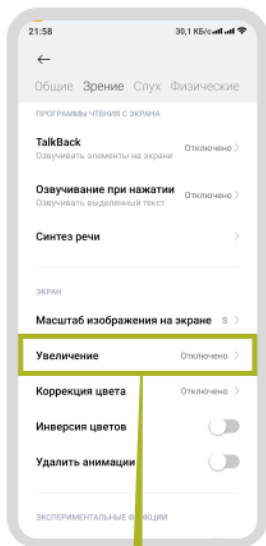 21:58 30,1 КБ/с
Общие Зрение Слух Физические
ПРОГРАММЫ ЧТЕНИЯ С ЭКРАНА
TalkBack
Озвучивать элементы на экране
Отключено
Озвучивание при нажатии
Озвучивать выделенный текст
Отключено
Синтез речи
ЭКРАН
Масштаб изображения на экране S
Увеличение Отключено
Коррекция цвета Отключено
Инверсия цветов
Удалить анимации
ЭКСПЕРИМЕНТАЛЬНЫЕ